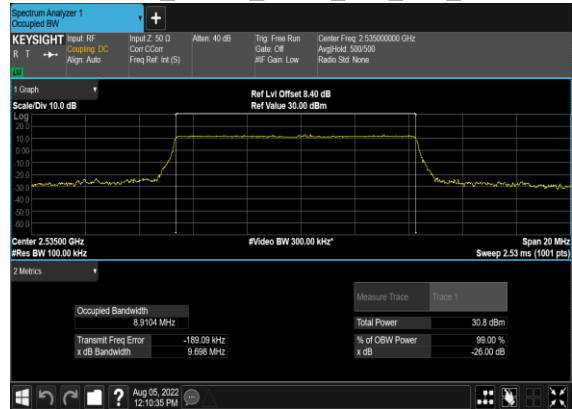 Spectrum Analyzer 1
Occupied BW
+
KEYSIGHT Input: RF Input Z: 50 Ω Atten: 40 dB Trig: Free Run Center Freq: 2.535000000 GHz
R T Coupling: DC Corr CCorr Gate: Off Avg|Hold: 500/500
Align: Auto Freq Ref: Int (S) #IF Gain: Low Radio Std: None
1 Graph
Ref Lvl Offset 8.40 dB
Scale/Div 10.0 dB Ref Value 30.00 dBm
Log
20.0
10.0
0.00
-10.0
-20.0
-30.0
-40.0
-50.0
-60.0
Center 2.53500 GHz #Video BW 300.00 kHz* Span 20 MHz
#Res BW 100.00 kHz Sweep 2.53 ms (1001 pts)
2 Metrics
Measure Trace Trace 1
Occupied Bandwidth
8.9104 MHz Total Power 30.8 dBm
Transmit Freq Error -189.09 kHz % of OBW Power 99.00 %
x dB Bandwidth 9.698 MHz x dB -26.00 dB
? Aug 05, 2022
12:10:35 PM